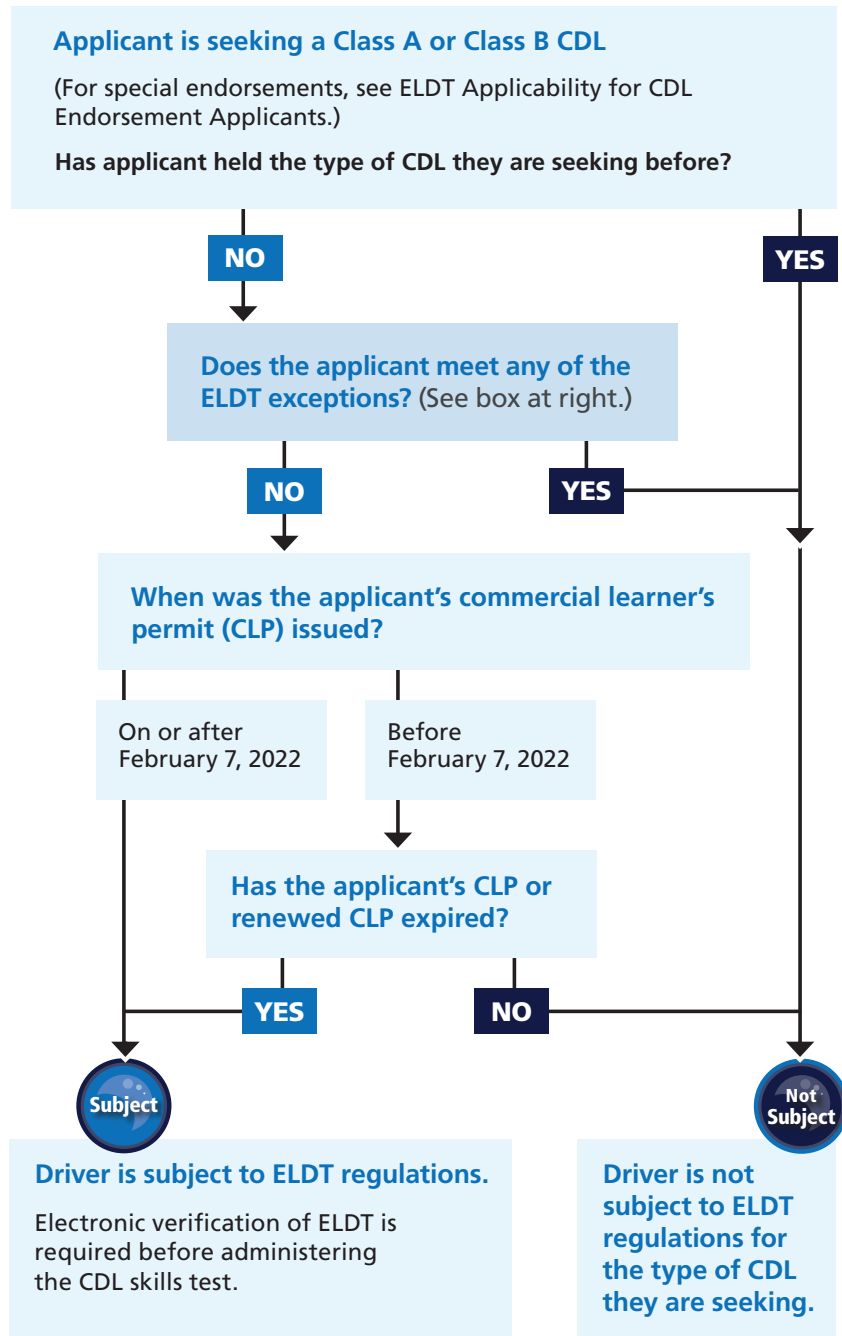 Applicant is seeking a Class A or Class B CDL
(For special endorsements, see ELDT Applicability for CDL
Endorsement Applicants.)
Has applicant held the type of CDL they are seeking before?
NO
YES
Does the applicant meet any of the
ELDT exceptions? (See box at right.)
NO
YES
When was the applicant’s commercial learner’s
permit (CLP) issued?
On or after
February 7, 2022
Before
February 7, 2022
Has the applicant’s CLP or
renewed CLP expired?
YES
NO
Subject
Not
Subject
Driver is subject to ELDT regulations.
Electronic verification of ELDT is
required before administering
the CDL skills test.
Driver is not
subject to ELDT
regulations for
the type of CDL
they are seeking.